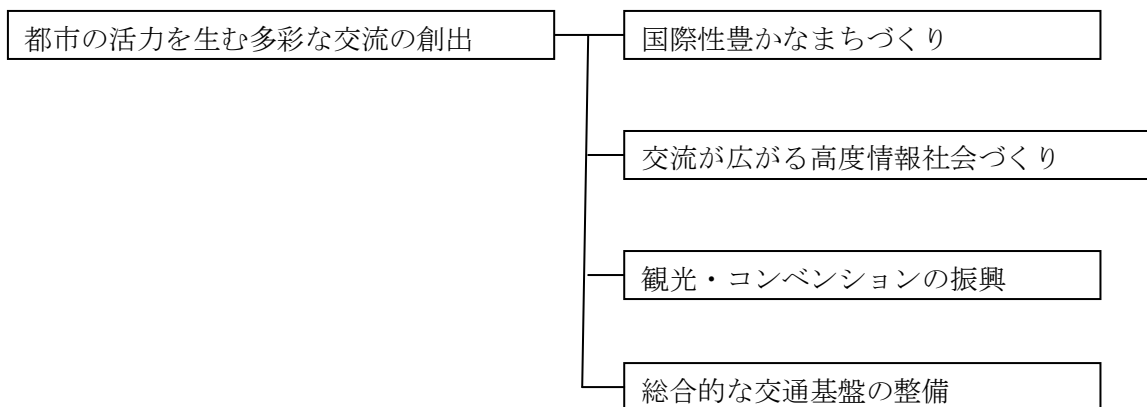 都市の活力を生む多彩な交流の創出
国際性豊かなまちづくり
交流が広がる高度情報社会づくり
観光・コンベンションの振興
総合的な交通基盤の整備